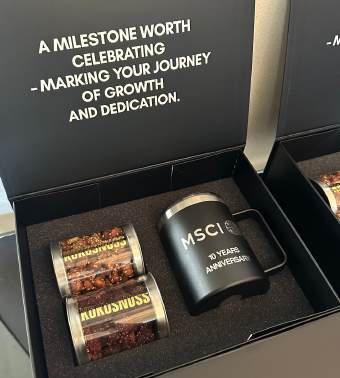 A MILESTONE WORTH
CELEBRATING
- MARKING YOUR JOURNEY
OF GROWTH
AND DEDICATION.
KOKOSNUSS
KOKOSNUSS
MSCI
10 YEARS
ANNIVERSARY